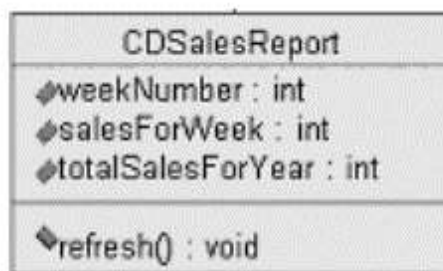 CDSalesReport
weekNumber : int
salesForWeek : int
totalSalesForYear : int
refresh() : void